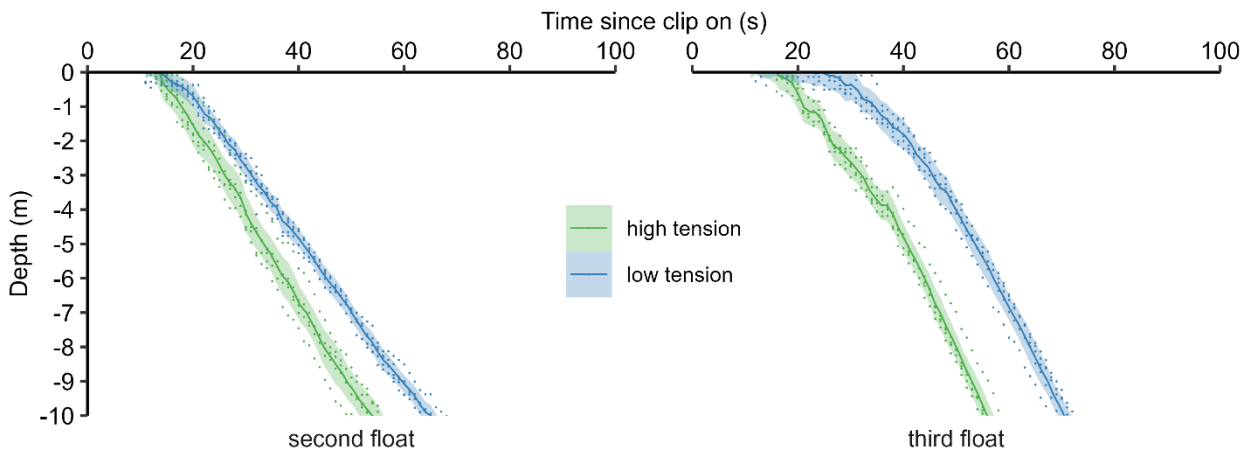 Time since clip on (s)
0 20 40 60 80 100
0 20 40 60 80 100
Depth (m)
0
-1
-2
-3
-4
-5
-6
-7
-8
-9
-10
high tension
low tension
second float
third float